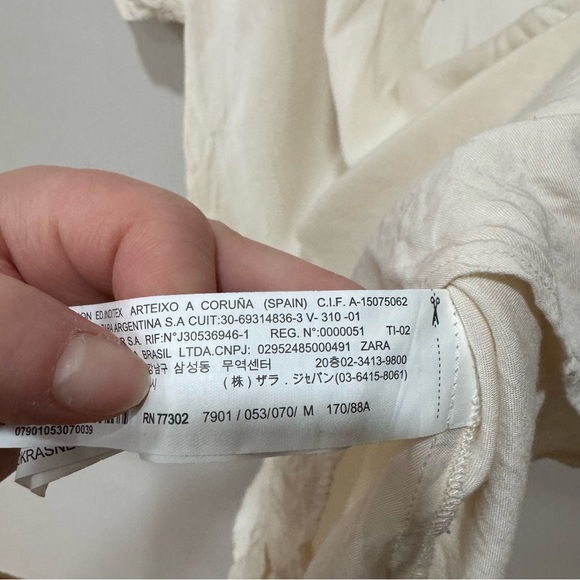 ED.INDITEX ARTEIXO A CORUÑA (SPAIN) C.I.F. A-15075062
ARGENTINA S.A CUIT:30-69314836-3 V- 310 -01
S.A. RIF:N°J30536946-1 REG. N°:0000051 TI-02
BRASIL LTDA.CNPJ: 02952485000491 ZARA
삼성동 무역센터 20층02-3413-9800
(株) ザラ . ジャパン(03-6415-8061)
RN 77302 7901 / 053/070/ M 170/88A
07901053070039